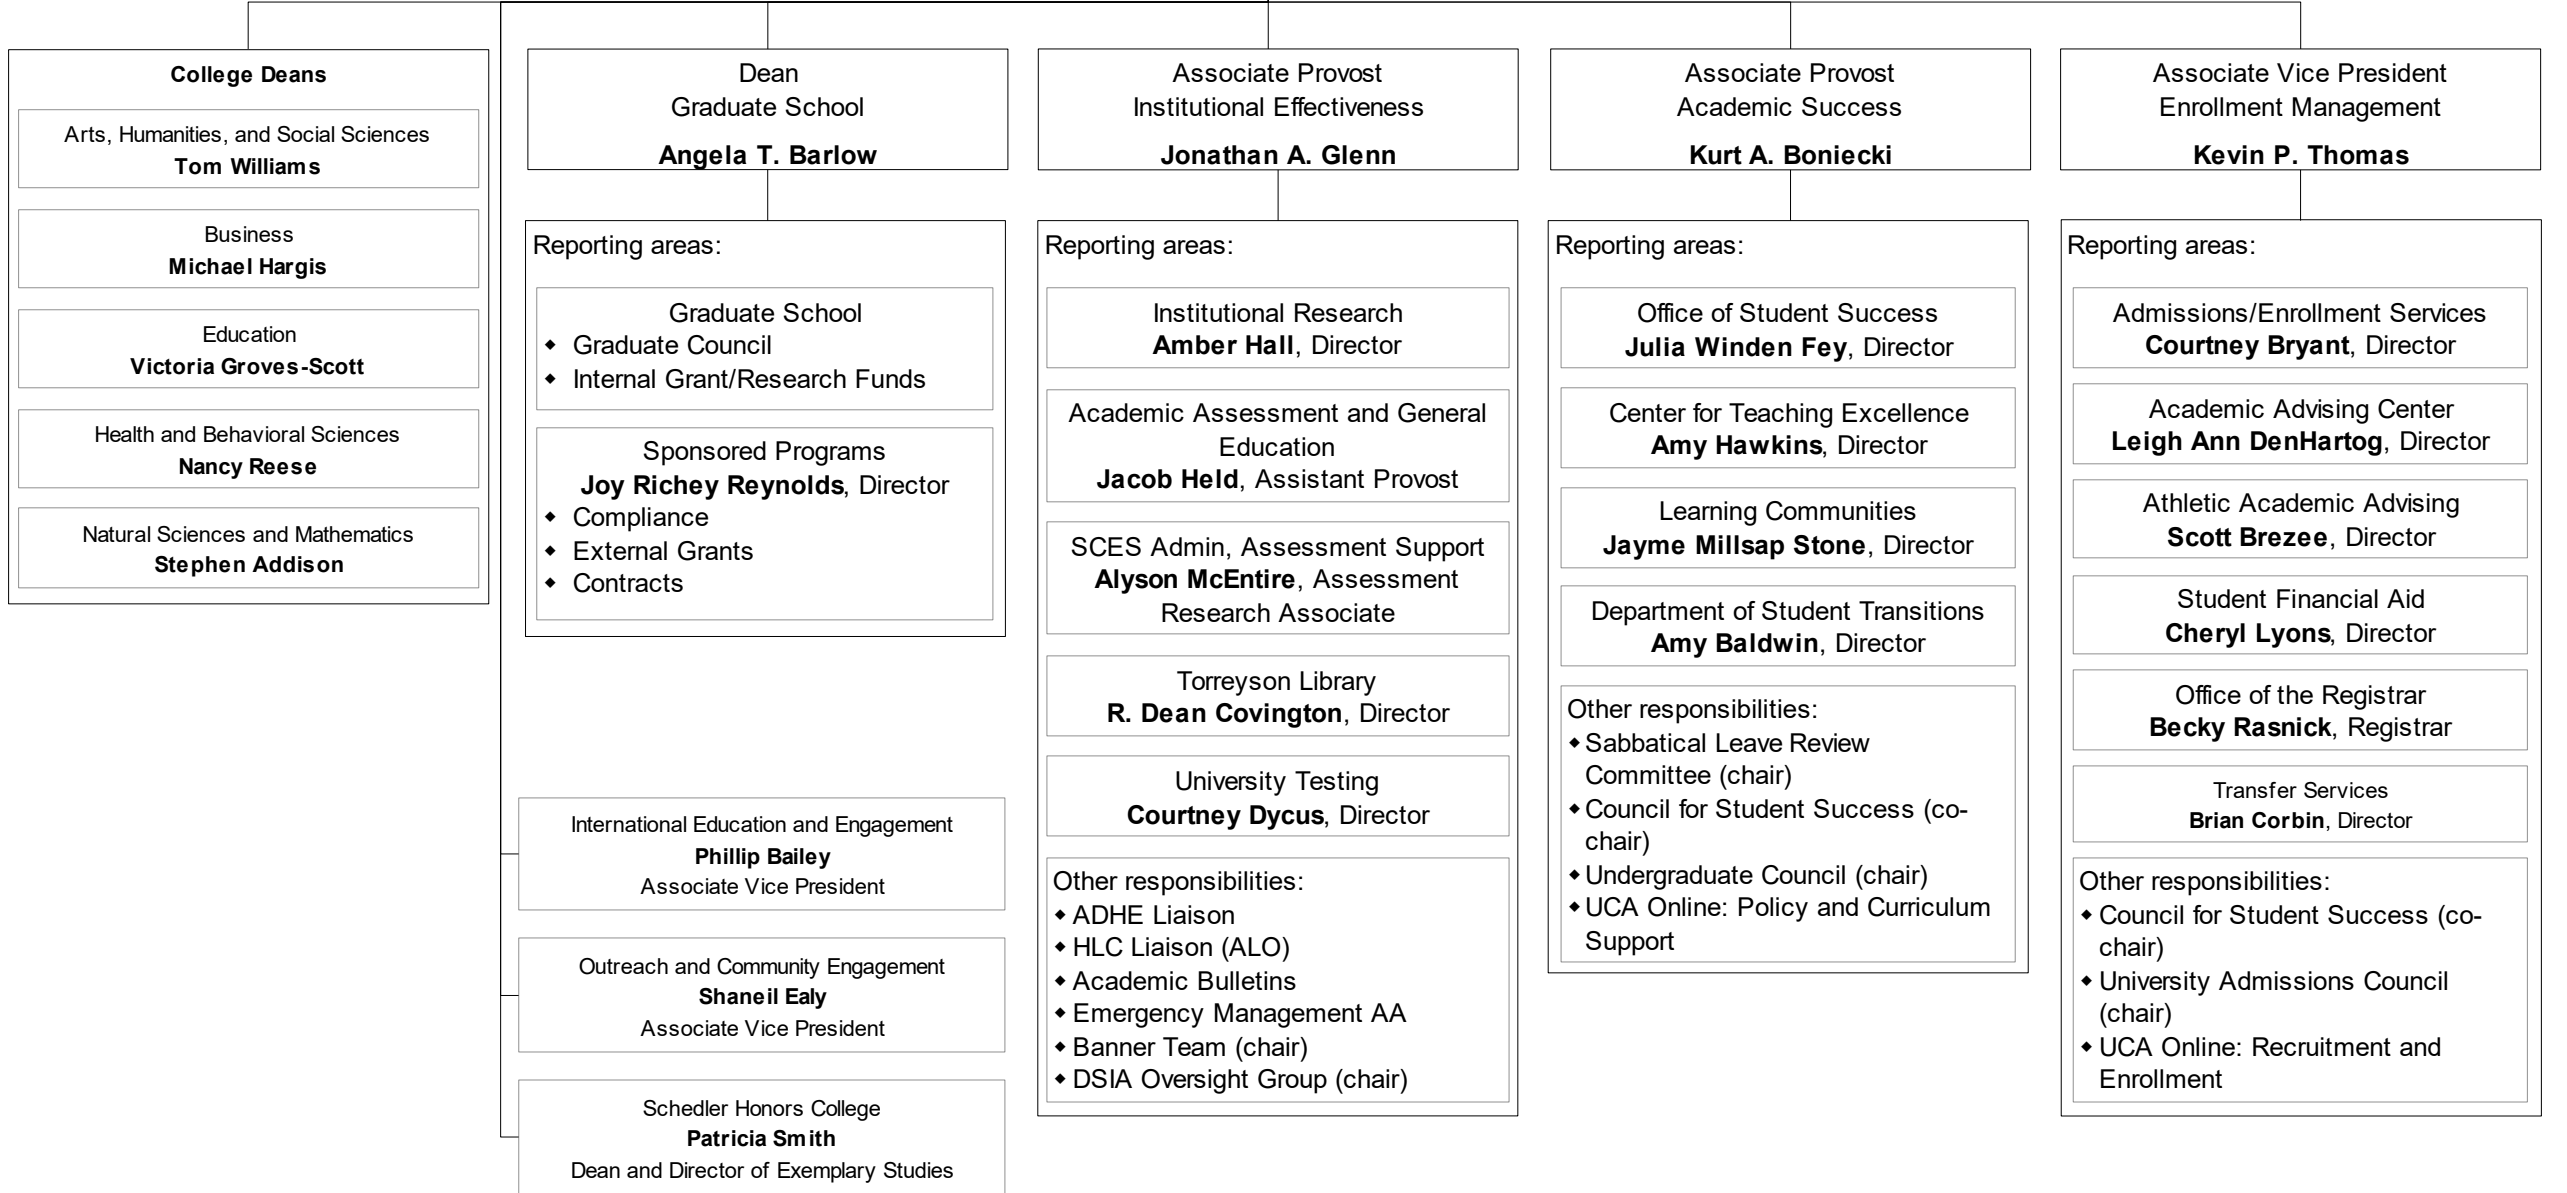 College Deans
Arts, Humanities, and Social Sciences
Tom Williams
Business
Michael Hargis
Education
Victoria Groves-Scott
Health and Behavioral Sciences
Nancy Reese
Natural Sciences and Mathematics
Stephen Addison
Dean
Graduate School
Angela T. Barlow
Reporting areas:
Graduate School
◆ Graduate Council
◆ Internal Grant/Research Funds
Sponsored Programs
Joy Richey Reynolds, Director
◆ Compliance
◆ External Grants
◆ Contracts
International Education and Engagement
Phillip Bailey
Associate Vice President
Outreach and Community Engagement
Shaneil Ealy
Associate Vice President
Schedler Honors College
Patricia Smith
Dean and Director of Exemplary Studies
Associate Provost
Institutional Effectiveness
Jonathan A. Glenn
Reporting areas:
Institutional Research
Amber Hall, Director
Academic Assessment and General
Education
Jacob Held, Assistant Provost
SCES Admin, Assessment Support
Alyson McEntire, Assessment
Research Associate
Torreyson Library
R. Dean Covington, Director
University Testing
Courtney Dycus, Director
Other responsibilities:
◆ ADHE Liaison
◆ HLC Liaison (ALO)
◆ Academic Bulletins
◆ Emergency Management AA
◆ Banner Team (chair)
◆ DSIA Oversight Group (chair)
Associate Provost
Academic Success
Kurt A. Boniecki
Reporting areas:
Office of Student Success
Julia Winden Fey, Director
Center for Teaching Excellence
Amy Hawkins, Director
Learning Communities
Jayme Millsap Stone, Director
Department of Student Transitions
Amy Baldwin, Director
Other responsibilities:
◆ Sabbatical Leave Review
Committee (chair)
◆ Council for Student Success (co-
chair)
◆ Undergraduate Council (chair)
◆ UCA Online: Policy and Curriculum
Support
Associate Vice President
Enrollment Management
Kevin P. Thomas
Reporting areas:
Admissions/Enrollment Services
Courtney Bryant, Director
Academic Advising Center
Leigh Ann DenHartog, Director
Athletic Academic Advising
Scott Brezee, Director
Student Financial Aid
Cheryl Lyons, Director
Office of the Registrar
Becky Rasnick, Registrar
Transfer Services
Brian Corbin, Director
Other responsibilities:
◆ Council for Student Success (co-
chair)
◆ University Admissions Council
(chair)
◆ UCA Online: Recruitment and
Enrollment